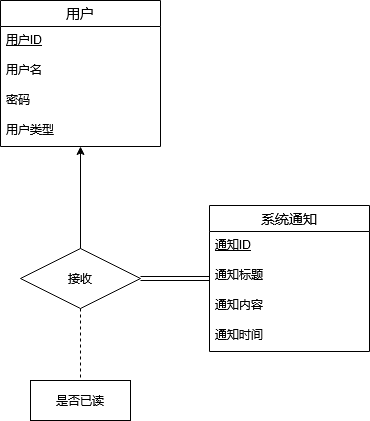 用户
用户ID
用户名
密码
用户类型
接收
系统通知
通知ID
通知标题
通知内容
通知时间
是否已读